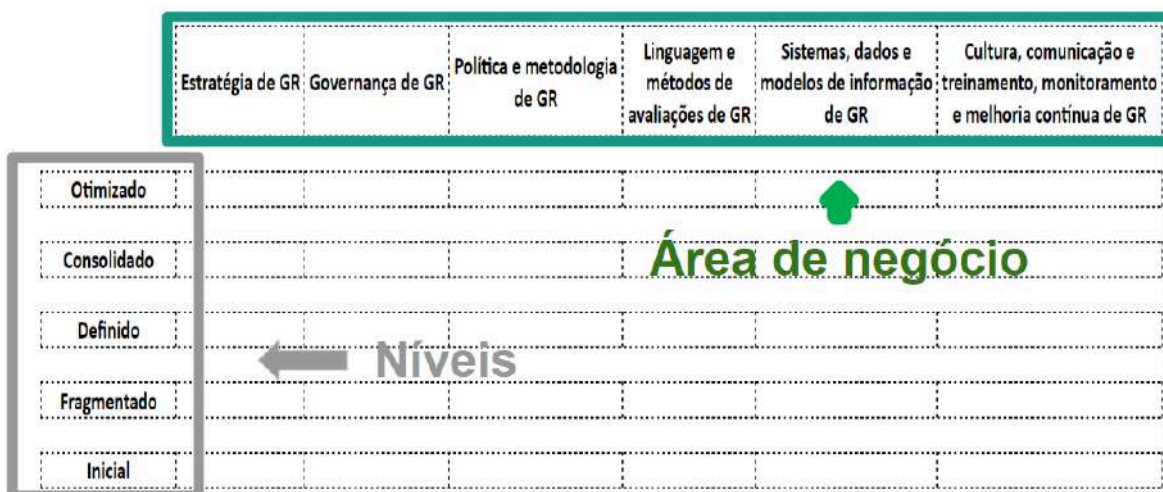 Estratégia de GR
Governança de GR
Política e metodologia
de GR
Linguagem e
métodos de
avaliações de GR
Sistemas, dados e
modelos de informação
de GR
Cultura, comunicação e
treinamento, monitoramento
e melhoria contínua de GR
Otimizado
Consolidado
Área de negócio
Definido
Níveis
Fragmentado
Inicial